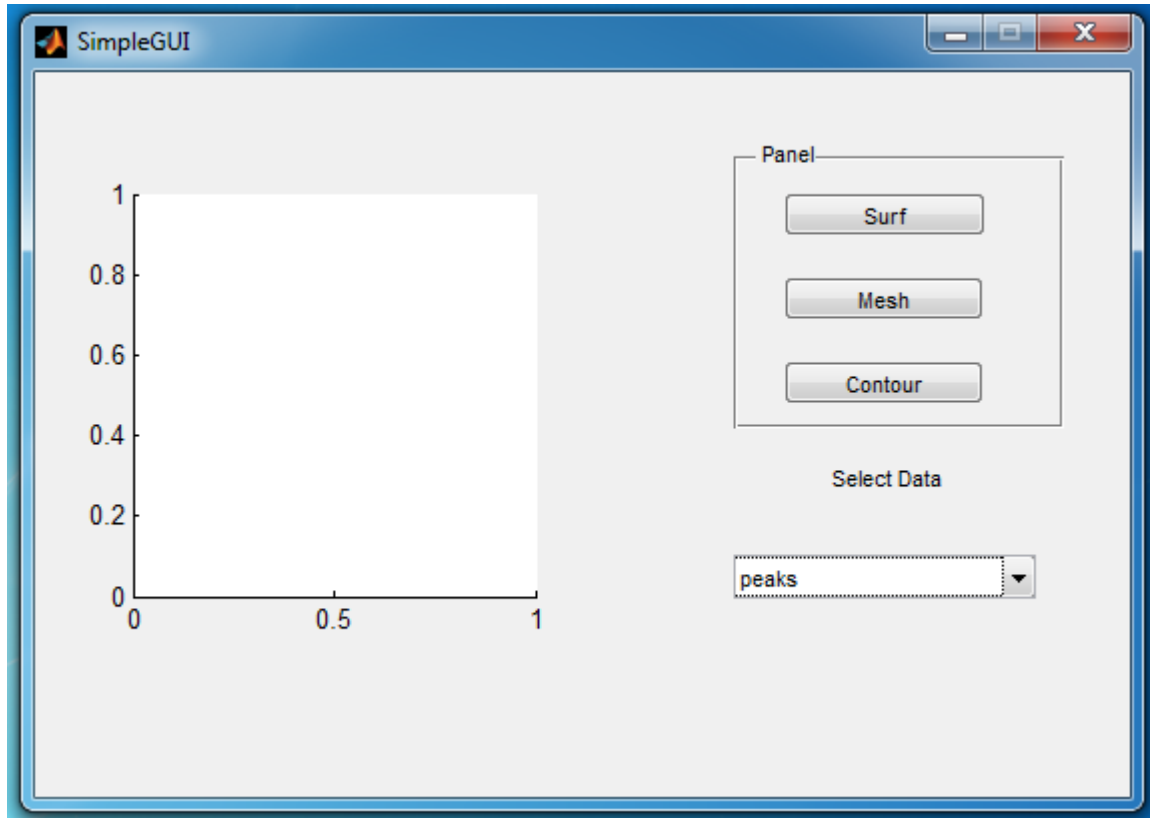 SimpleGUI
Panel
Surf
Mesh
Contour
Select Data
peaks
1
0.8
0.6
0.4
0.2
0
0 0.5 1